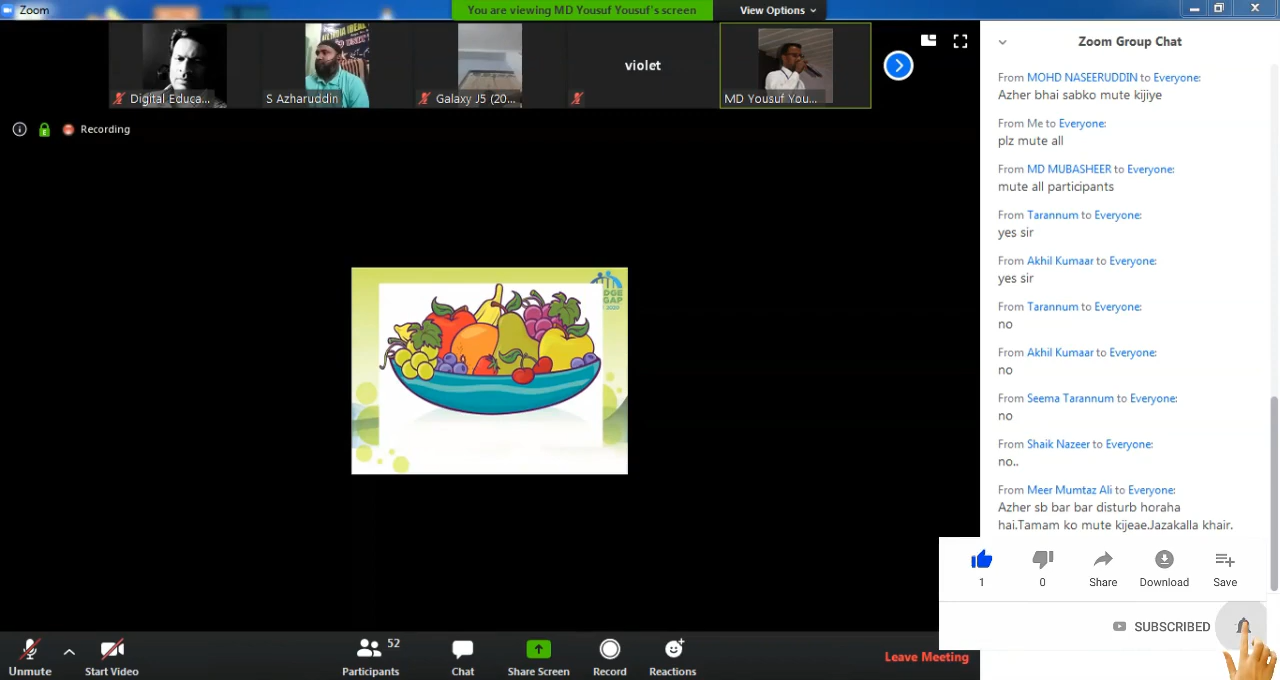 Zoom
You are viewing MD Yousuf Yousuf's screen
View Options
Digital Educa...
S Azharuddin
Galaxy J5 (20...
violet
MD Yousuf You...
Recording
DGE
GAP
Zoom Group Chat
From MOHD NASEERUDDIN to Everyone:
Azher bhai sabko mute kijiye
From Me to Everyone:
plz mute all
From MD MUBASHEER to Everyone:
mute all participants
From Tarannum to Everyone:
yes sir
From Akhil Kumaar to Everyone:
yes sir
From Tarannum to Everyone:
no
From Akhil Kumaar to Everyone:
no
From Seema Tarannum to Everyone:
no
From Shaik Nazeer to Everyone:
no..
From Meer Mumtaz Ali to Everyone:
Azher sb bar bar disturb horaha
hai.Tamam ko mute kijeae.Jazakalla khair.
1 0 Share Download Save
SUBSCRIBED
Unmute Start Video Participants 52 Chat Share Screen Record Reactions
Leave Meeting